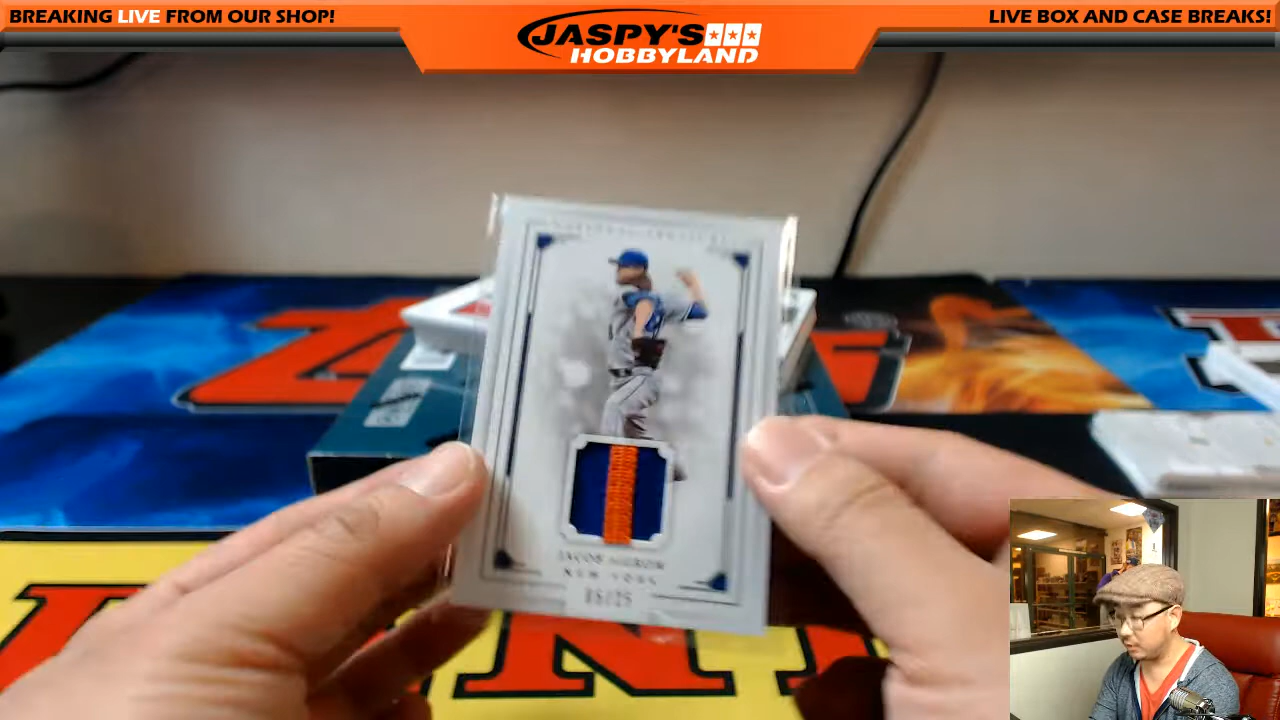 BREAKING LIVE FROM OUR SHOP!
JASPY'S
HOBBYLAND
LIVE BOX AND CASE BREAKS!
JACOB deGROM
NEW YORK